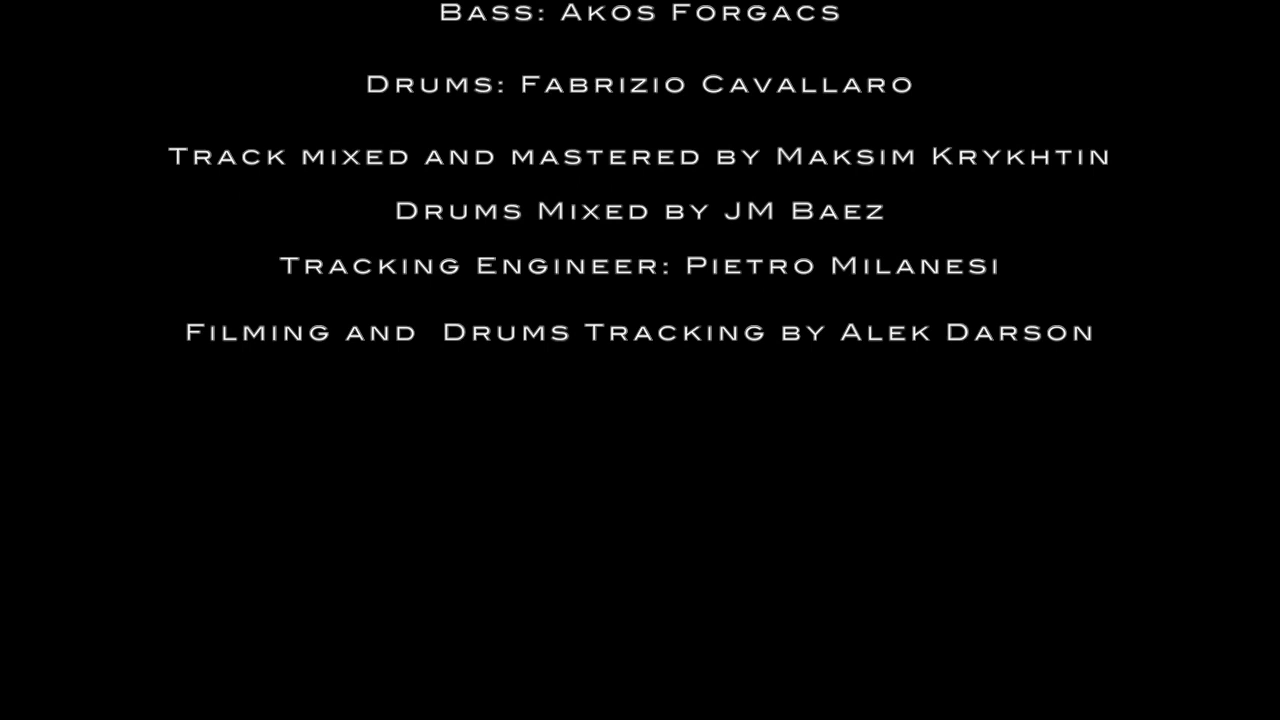 Bass: Akos Forgacs
Drums: Fabrizio Cavallaro
Track mixed and mastered by Maksim Krykhtin
Drums Mixed by JM Baez
Tracking Engineer: Pietro Milanesi
Filming and  Drums Tracking by Alek Darson